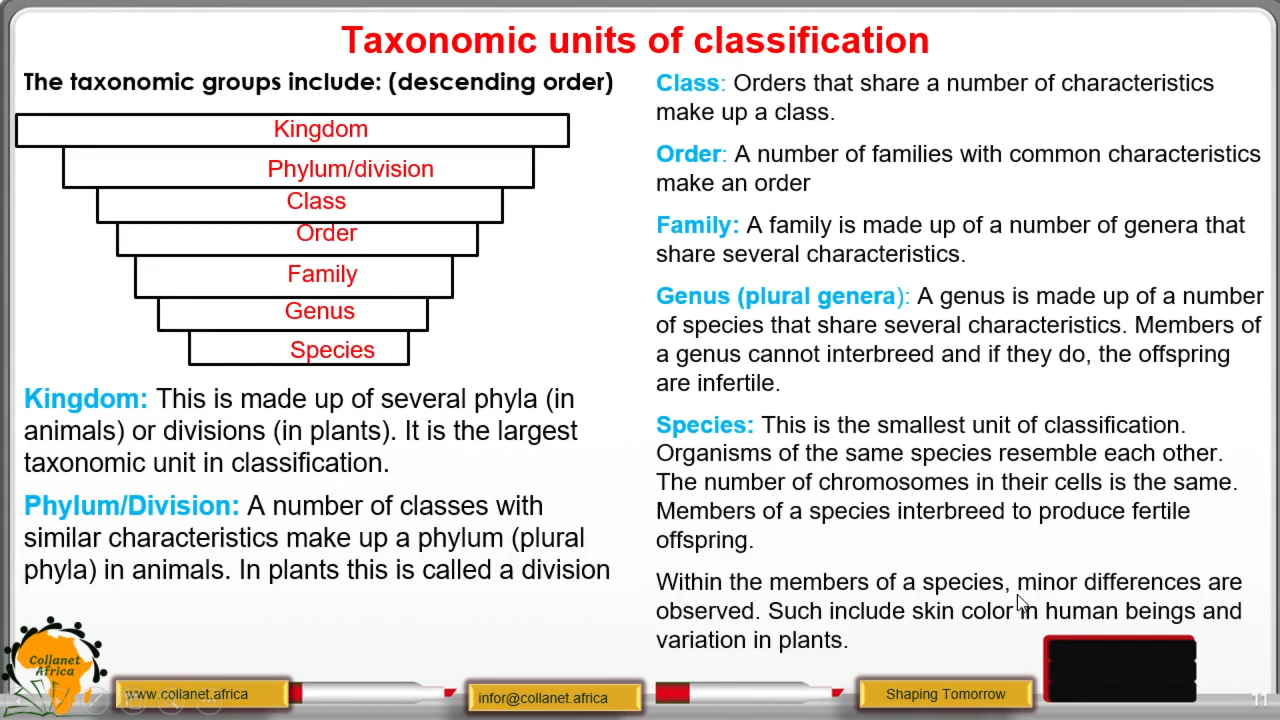 Taxonomic units of classification
The taxonomic groups include: (descending order)
Kingdom
Phylum/division
Class
Order
Family
Genus
Species
Kingdom: This is made up of several phyla (in
animals) or divisions (in plants). It is the largest
taxonomic unit in classification.
Phylum/Division: A number of classes with
similar characteristics make up a phylum (plural
phyla) in animals. In plants this is called a division
Class: Orders that share a number of characteristics
make up a class.
Order: A number of families with common characteristics
make an order
Family: A family is made up of a number of genera that
share several characteristics.
Genus (plural genera): A genus is made up of a number
of species that share several characteristics. Members of
a genus cannot interbreed and if they do, the offspring
are infertile.
Species: This is the smallest unit of classification.
Organisms of the same species resemble each other.
The number of chromosomes in their cells is the same.
Members of a species interbreed to produce fertile
offspring.
Within the members of a species, minor differences are
observed. Such include skin color in human beings and
variation in plants.
Collanet
Africa
www.collanet.africa
infor@collanet.africa
Shaping Tomorrow
11